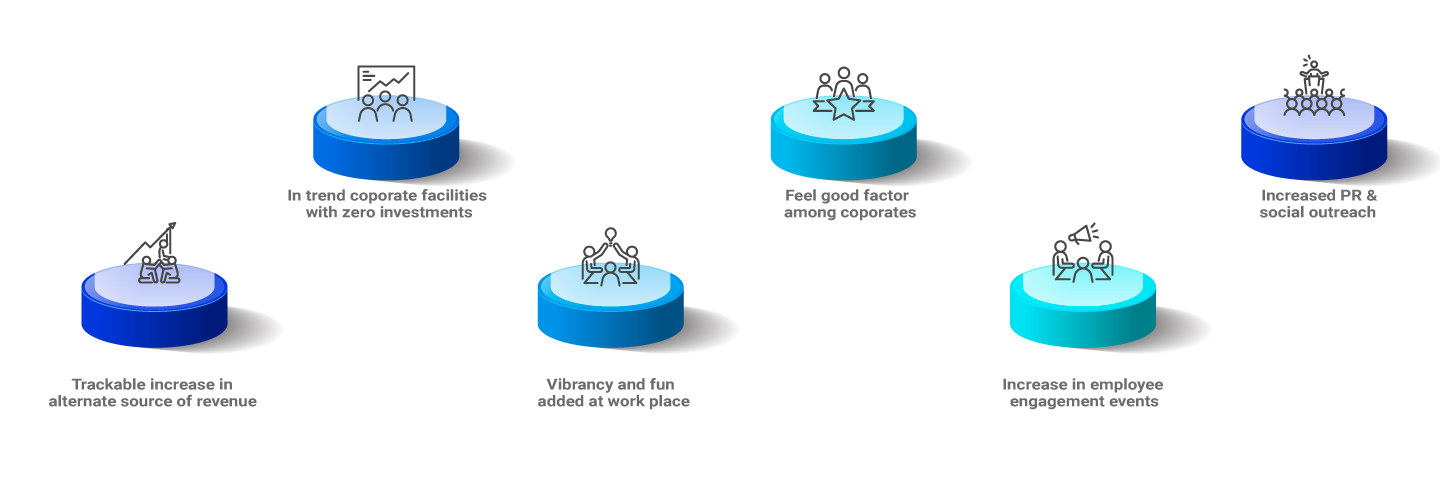 In trend coporate facilities
with zero investments
Feel good factor
among coporates
Increased PR &
social outreach
Trackable increase in
alternate source of revenue
Vibrancy and fun
added at work place
Increase in employee
engagement events